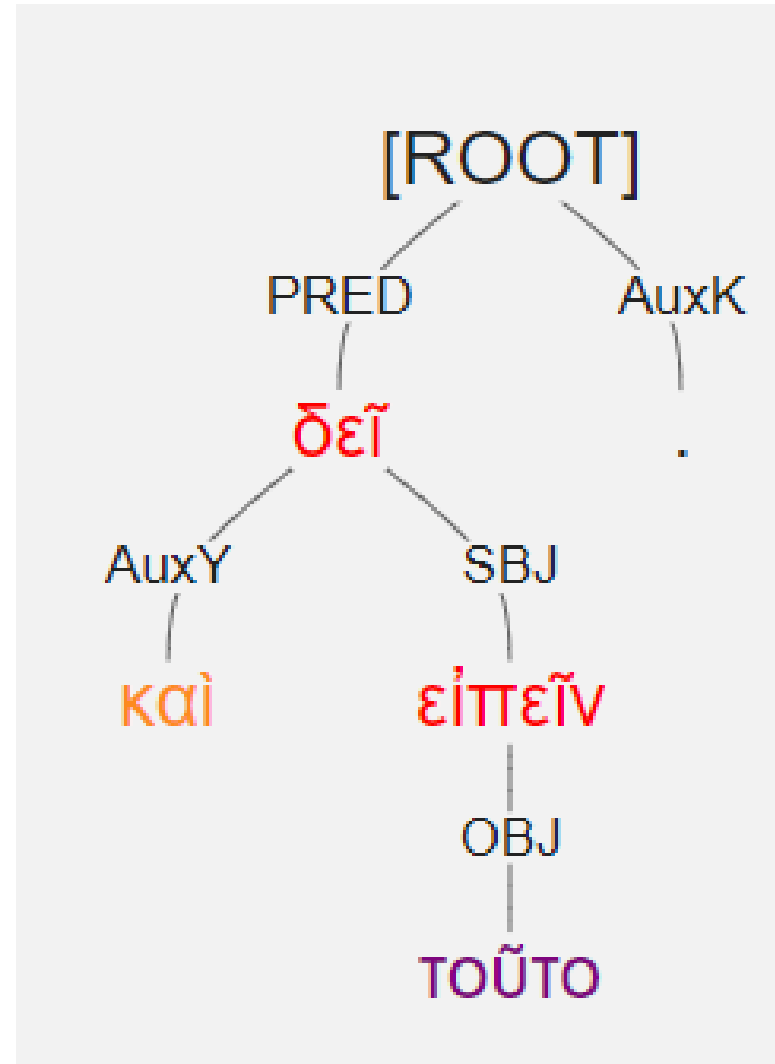 [ROOT]
PRED AuxK
δεῖ .
AuxY SBJ
καὶ εἰπεῖν
OBJ
τοῦτο